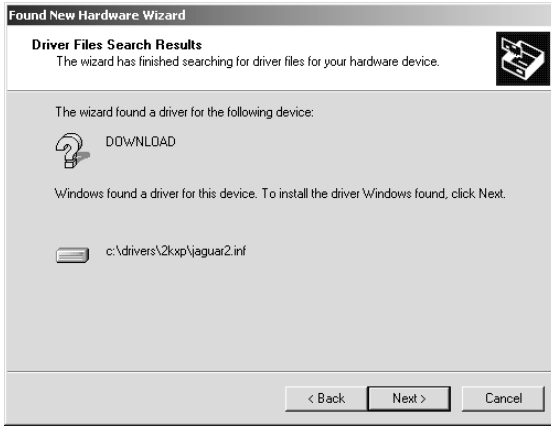 Found New Hardware Wizard
Driver Files Search Results
The wizard has finished searching for driver files for your hardware device.
The wizard found a driver for the following device:
DOWNLOAD
Windows found a driver for this device. To install the driver Windows found, click Next.
c:\drivers\2kxp\jaguar2.inf
< Back Next > Cancel